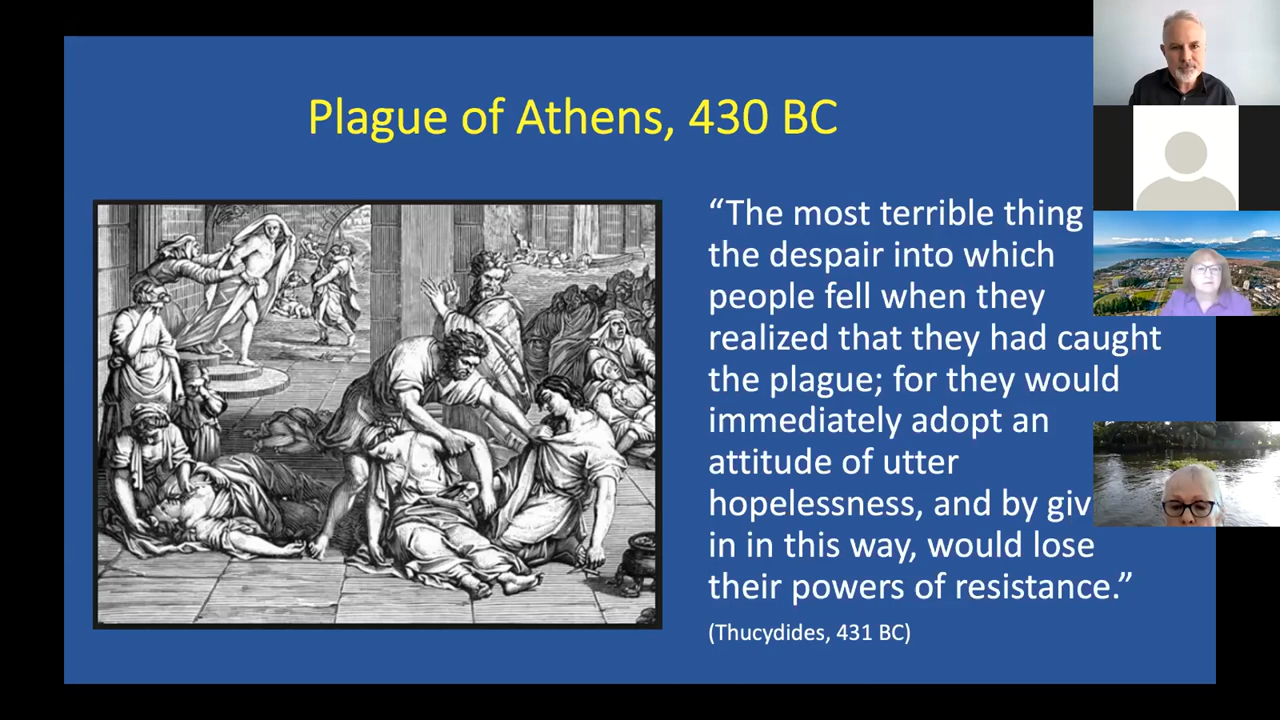 Plague of Athens, 430 BC
“The most terrible thing
the despair into which
people fell when they
realized that they had caught
the plague; for they would
immediately adopt an
attitude of utter
hopelessness, and by giv
in in this way, would lose
their powers of resistance.”
(Thucydides, 431 BC)